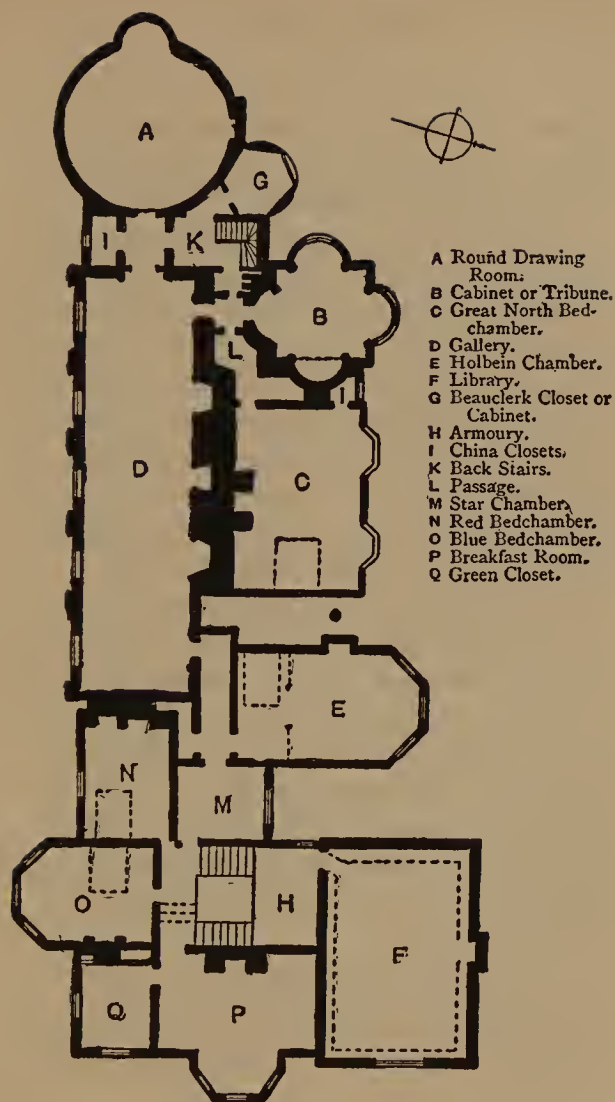 A
G
I
K
B
L
I
D
C
E
N
M
O
H
F
Q
P
A Round Drawing
Room.
B Cabinet or Tribune.
C Great North Bed-
chamber.
D Gallery.
E Holbein Chamber.
F Library.
G Beauclerk Closet or
Cabinet.
H Armoury.
I China Closets.
K Back Stairs.
L Passage.
M Star Chamber.
N Red Bedchamber.
O Blue Bedchamber.
P Breakfast Room.
Q Green Closet.